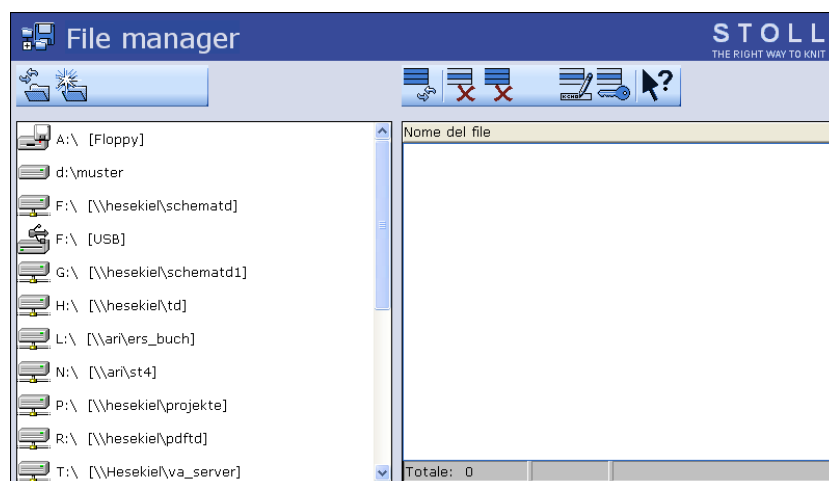 File manager
STOLL
THE RIGHT WAY TO KNIT
ECHO
Nome del file
A:\ [Floppy]
d:\muster
F:\ [\\hesekiel\schematd]
F:\ [USB]
G:\ [\\hesekiel\schematd1]
H:\ [\\hesekiel\td]
L:\ [\\ari\ers_buch]
N:\ [\\ari\st4]
P:\ [\\hesekiel\projekte]
R:\ [\\hesekiel\pdftd]
T:\ [\\Hesekiel\va_server]
Totale: 0